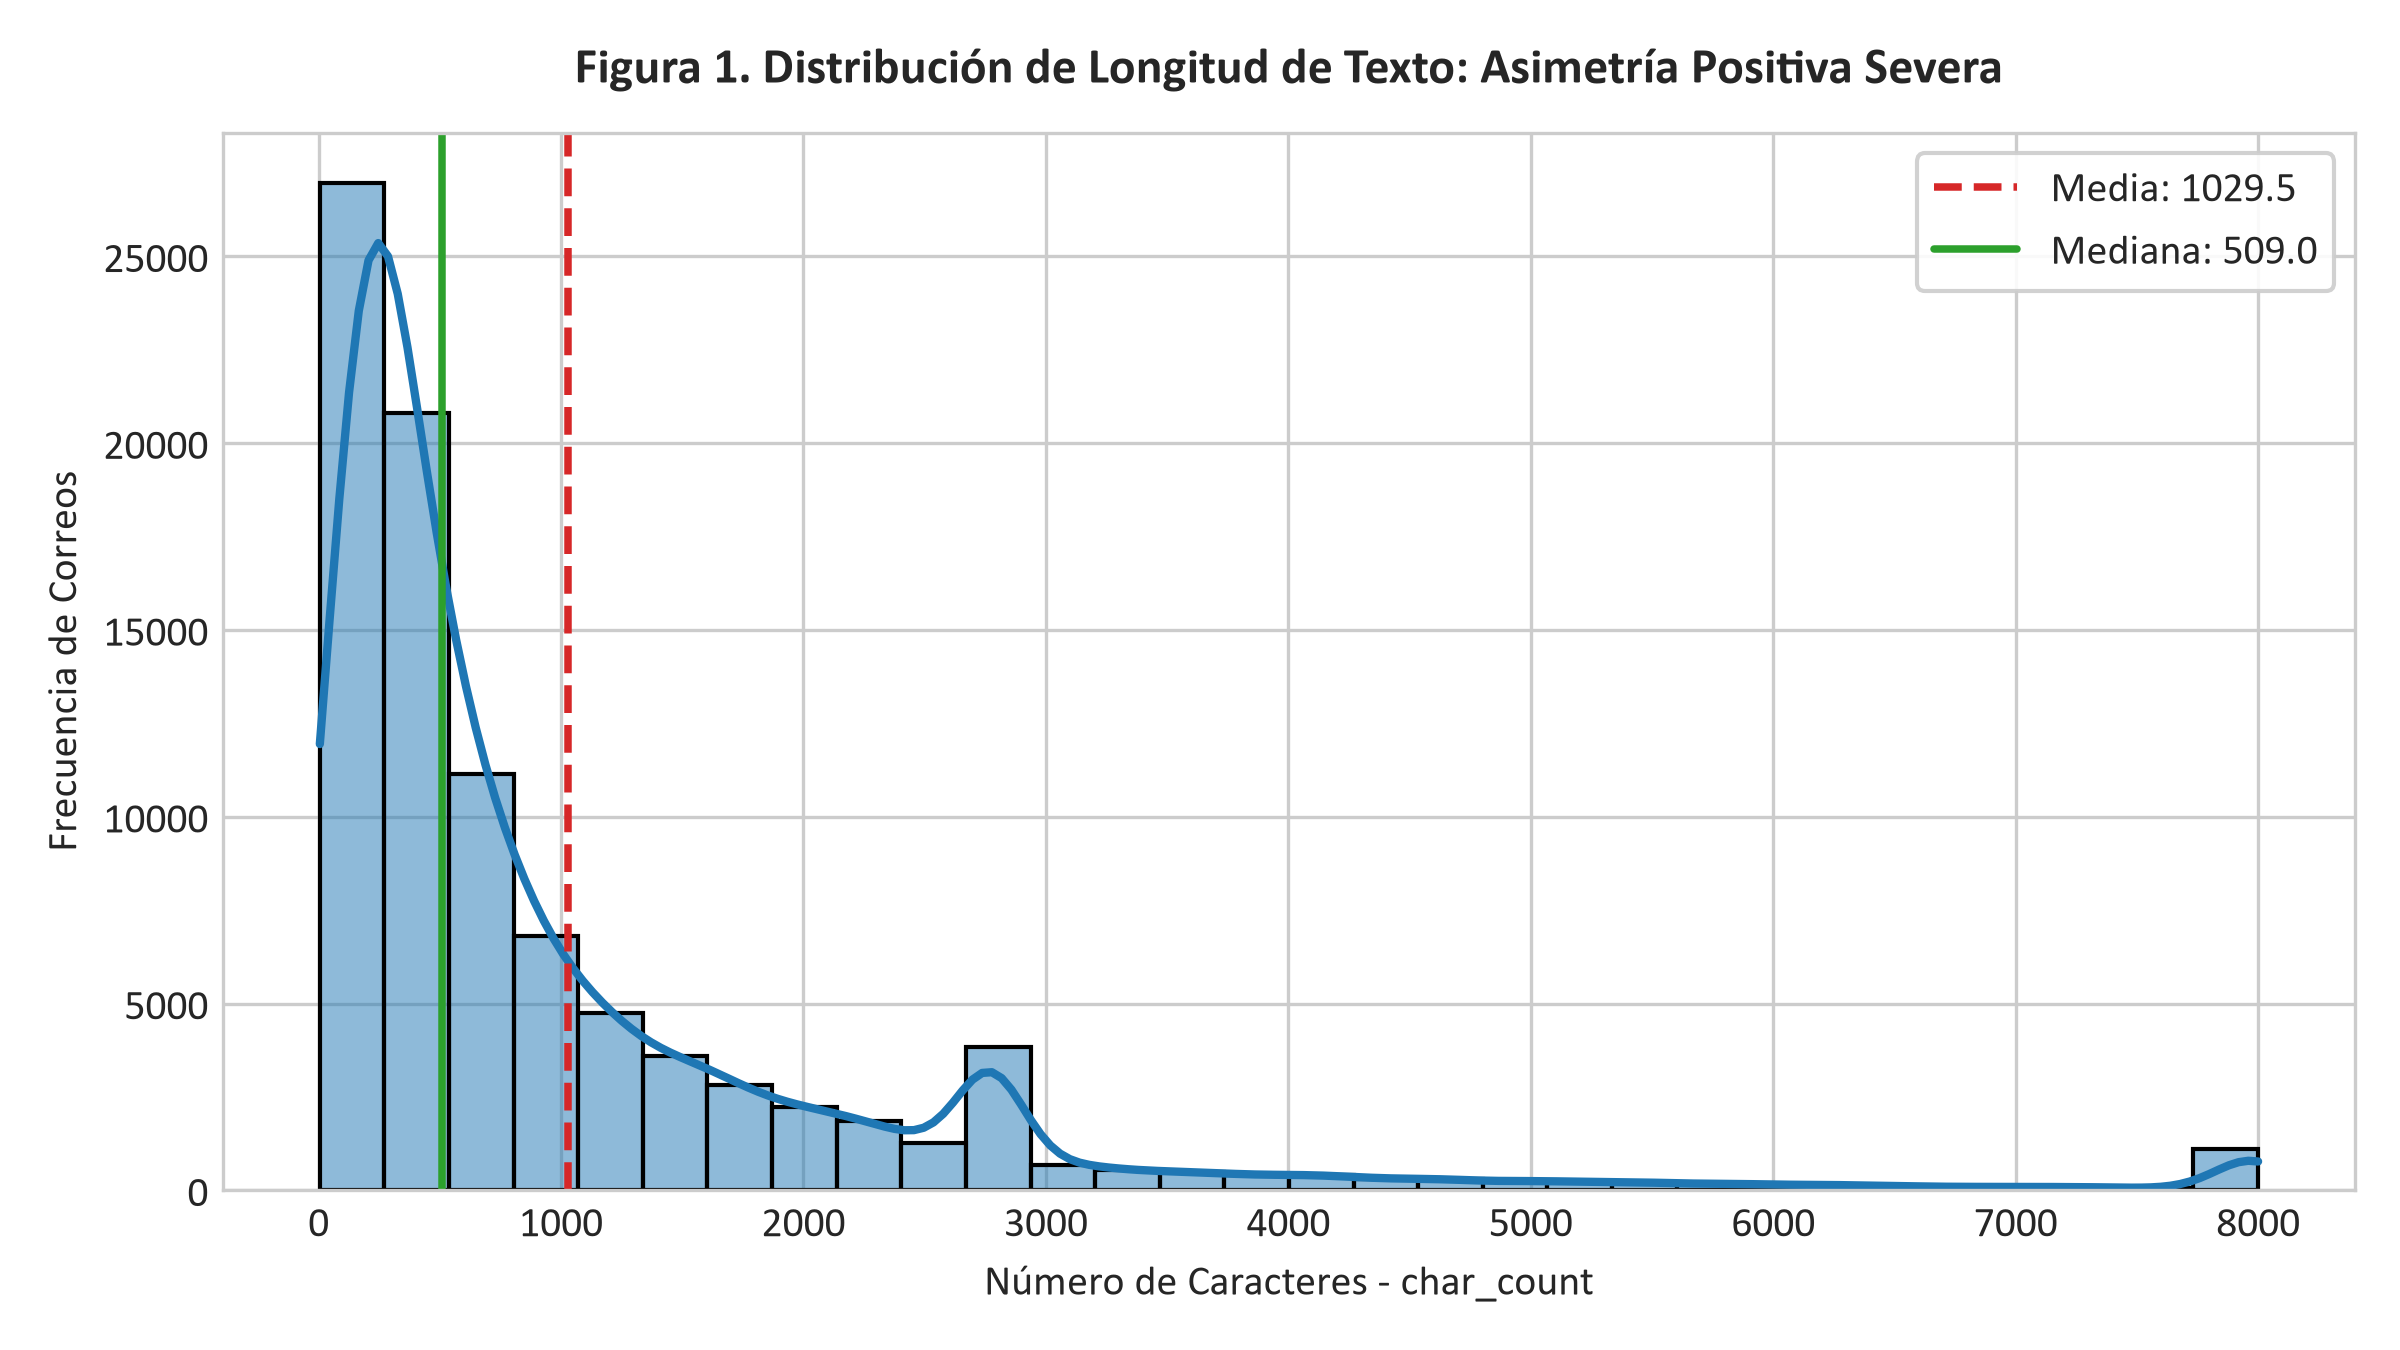 Figura 1. Distribución de Longitud de Texto: Asimetría Positiva Severa
Media: 1029.5
Mediana: 509.0
Frecuencia de Correos
25000
20000
15000
10000
5000
0
0 1000 2000 3000 4000 5000 6000 7000 8000
Número de Caracteres - char_count